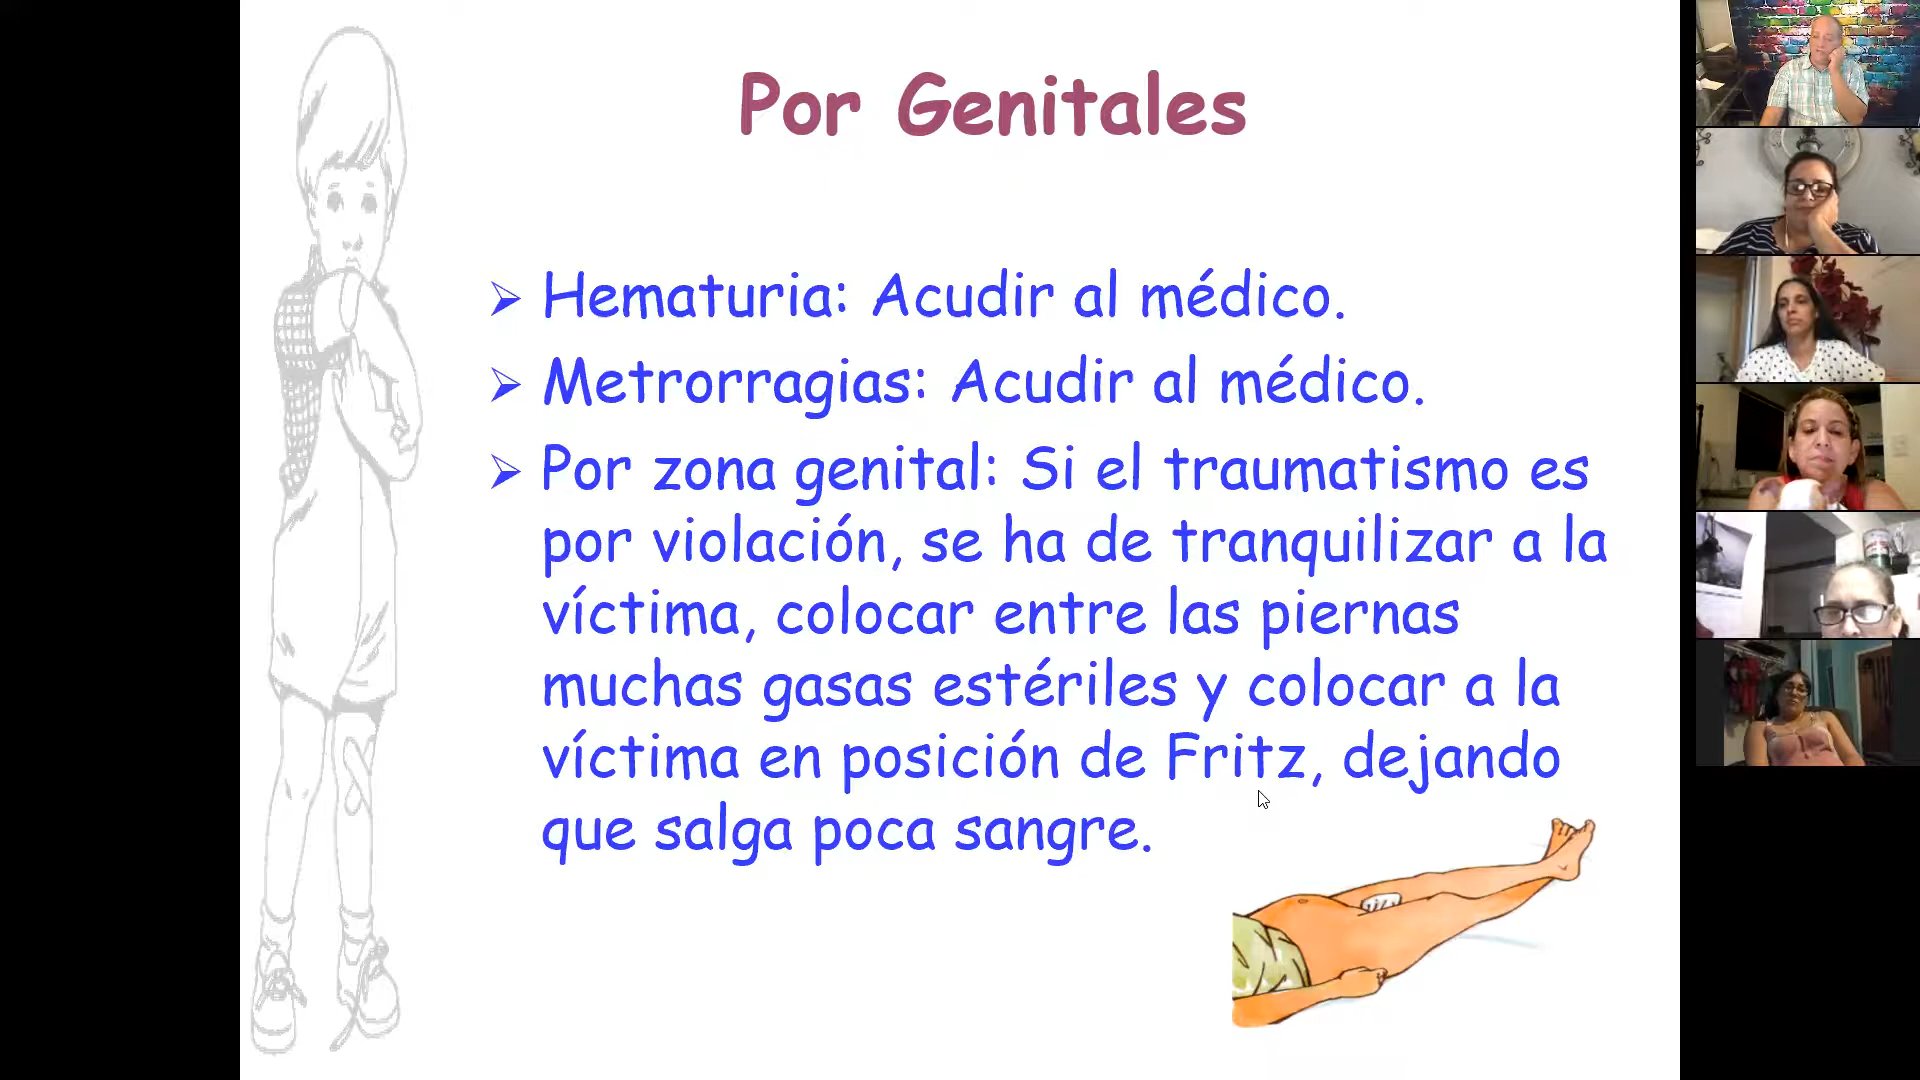 Por Genitales
Hematuria: Acudir al médico.
Metrorragias: Acudir al médico.
Por zona genital: Si el traumatismo es
por violación, se ha de tranquilizar a la
víctima, colocar entre las piernas
muchas gasas estériles y colocar a la
víctima en posición de Fritz, dejando
que salga poca sangre.